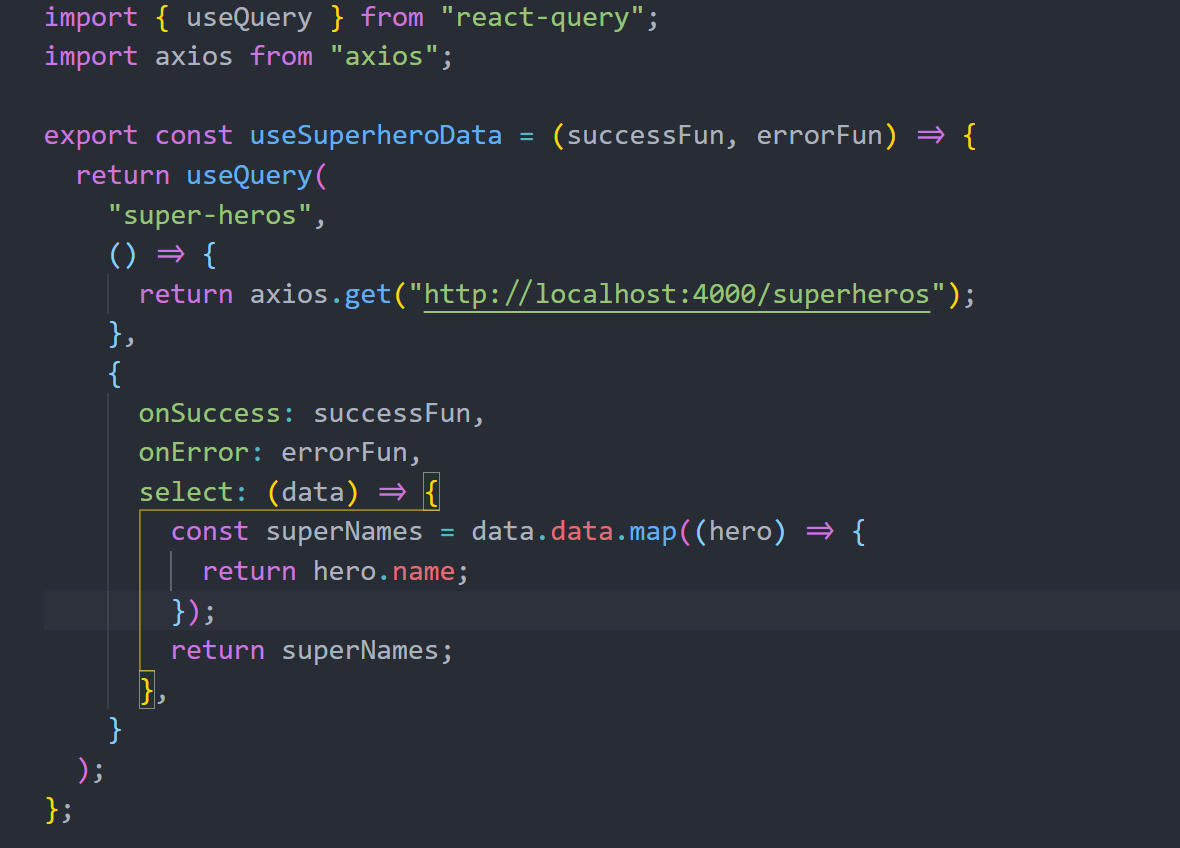 import { useQuery } from "react-query";
import axios from "axios";
export const useSuperheroData = (successFun, errorFun) => {
return useQuery(
"super-heros",
() => {
return axios.get("http://localhost:4000/superheros");
},
{
onSuccess: successFun,
onError: errorFun,
select: (data) => {
const superNames = data.data.map((hero) => {
return hero.name;
});
return superNames;
},
}
);
};